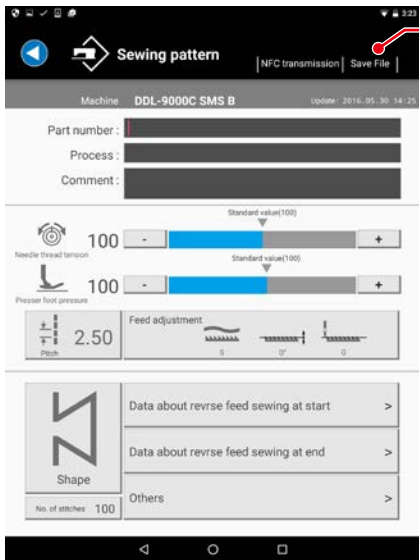 3:23
Sewing pattern
NFC transmission | Save File |
Machine DDL-9000C SMS B Update: 2016.05.30 14:25
Part number :
Process :
Comment :
Standard value(100)
100 - +
Needle thread tension
Standard value(100)
100 - +
Presser foot pressure
2.50
Pitch
Feed adjustment
S 0° 0
Data about revrse feed sewing at start >
Data about revrse feed sewing at end >
Shape
Others >
No. of stitches 100